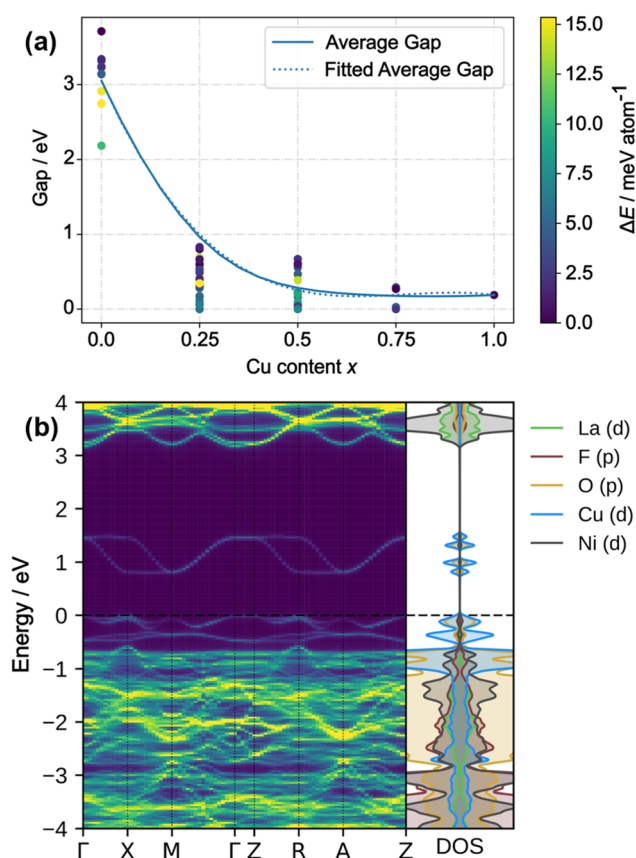 (a)
Average Gap
Fitted Average Gap
Gap / eV
3
2
1
0
0.0 0.25 0.5 0.75 1.0
Cu content x
15.0
12.5
10.0
7.5
5.0
2.5
0.0
ΔE / meV atom⁻¹
(b)
Energy / eV
4
3
2
1
0
−1
−2
−3
−4
Γ X M Γ Z R A Z
DOS
La (d)
F (p)
O (p)
Cu (d)
Ni (d)